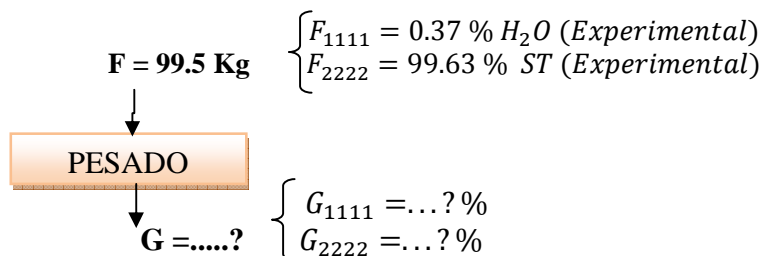 F = 99.5 Kg
F₁₁₁₁ = 0.37 % H₂O (Experimental)
F₂₂₂₂ = 99.63 % ST (Experimental)
PESADO
G =.....?
G₁₁₁₁ =...?%
G₂₂₂₂ =...?%